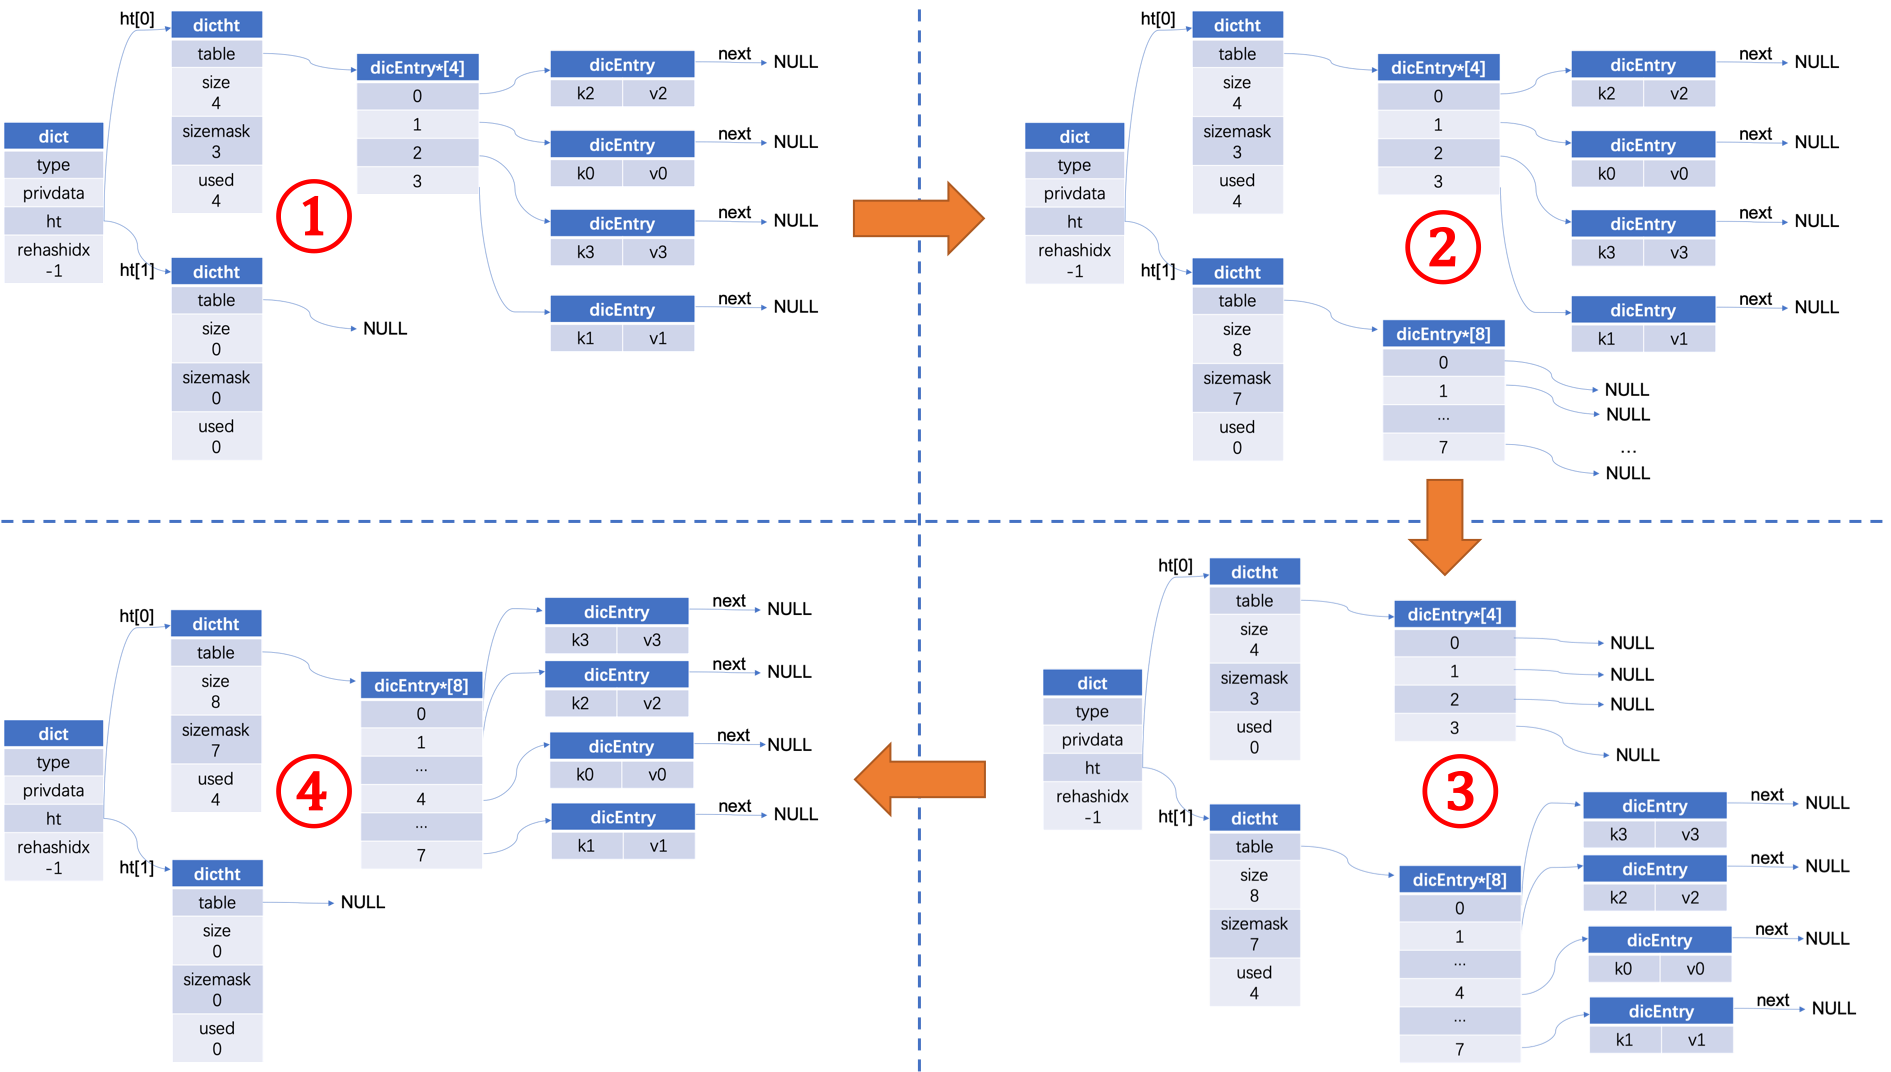 ht[0]
dictht
table
size
4
sizemask
3
used
4
dicEntry*[4]
0
1
2
3
dicEntry
k2 v2
next
NULL
dicEntry
k0 v0
next
NULL
dicEntry
k3 v3
next
NULL
dicEntry
k1 v1
next
NULL
dict
type
privdata
ht
rehashidx
-1
①
ht[1]
dictht
table
NULL
size
0
sizemask
0
used
0
ht[0]
dictht
table
size
4
sizemask
3
used
4
dicEntry*[4]
0
1
2
3
dicEntry
k2 v2
next
NULL
dicEntry
k0 v0
next
NULL
dicEntry
k3 v3
next
NULL
dicEntry
k1 v1
next
NULL
dict
type
privdata
ht
rehashidx
-1
②
ht[1]
dictht
table
size
8
sizemask
7
used
0
dicEntry*[8]
0
1
...
7
NULL
NULL
...
NULL
ht[0]
dictht
table
size
4
sizemask
3
used
0
dicEntry*[4]
0
1
2
3
NULL
NULL
NULL
NULL
dict
type
privdata
ht
rehashidx
-1
③
ht[1]
dictht
table
size
8
sizemask
7
used
4
dicEntry*[8]
0
1
...
4
...
7
dicEntry
k3 v3
next
NULL
dicEntry
k2 v2
next
NULL
dicEntry
k0 v0
next
NULL
dicEntry
k1 v1
next
NULL
ht[0]
dictht
table
size
8
sizemask
7
used
4
dicEntry*[8]
0
1
...
4
...
7
dicEntry
k3 v3
next
NULL
dicEntry
k2 v2
next
NULL
dicEntry
k0 v0
next
NULL
dicEntry
k1 v1
next
NULL
dict
type
privdata
ht
rehashidx
-1
④
ht[1]
dictht
table
NULL
size
0
sizemask
0
used
0